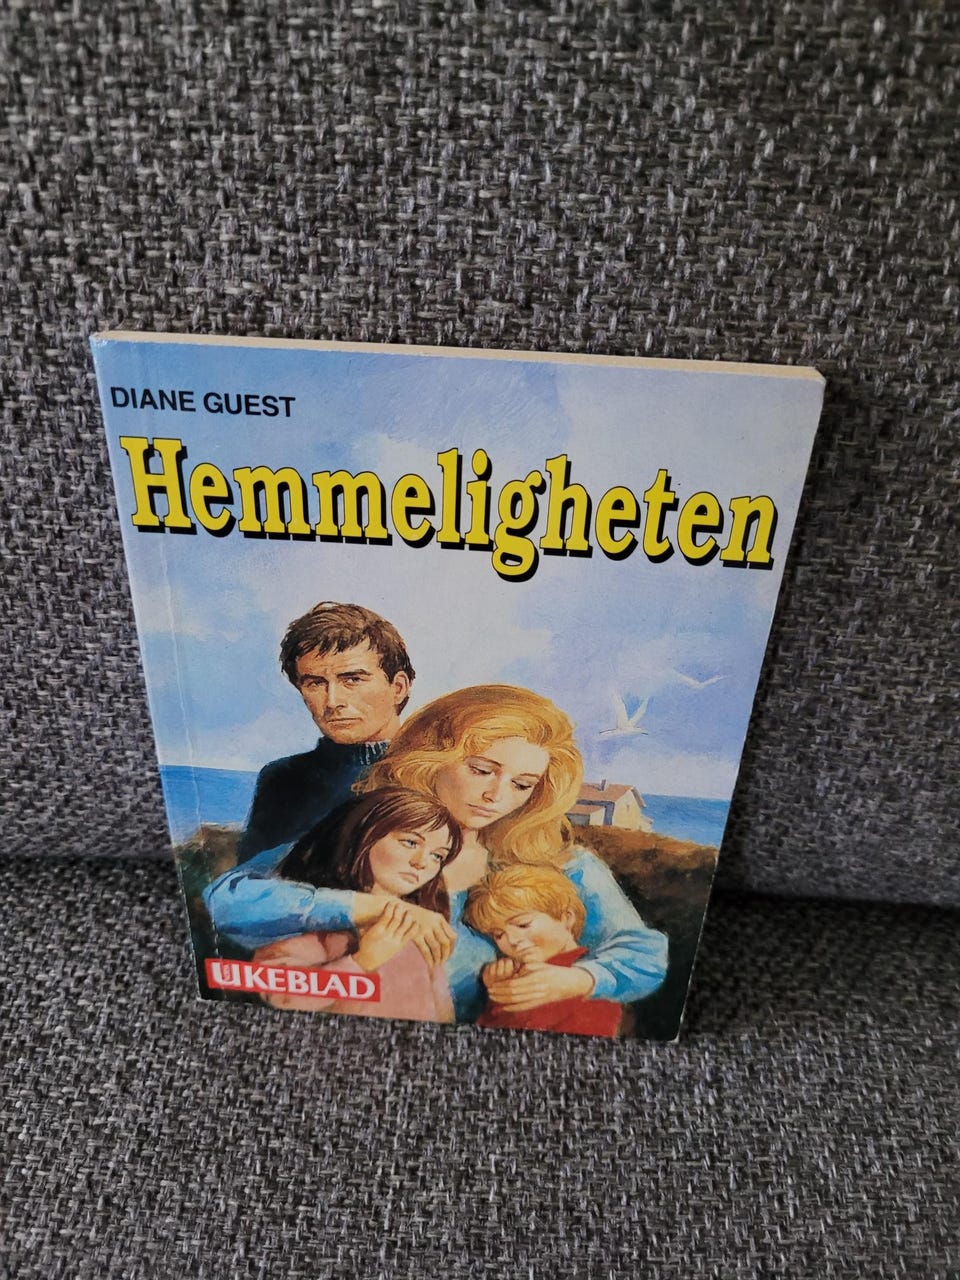 DIANE GUEST
Hemmeligheten
UKEBLAD